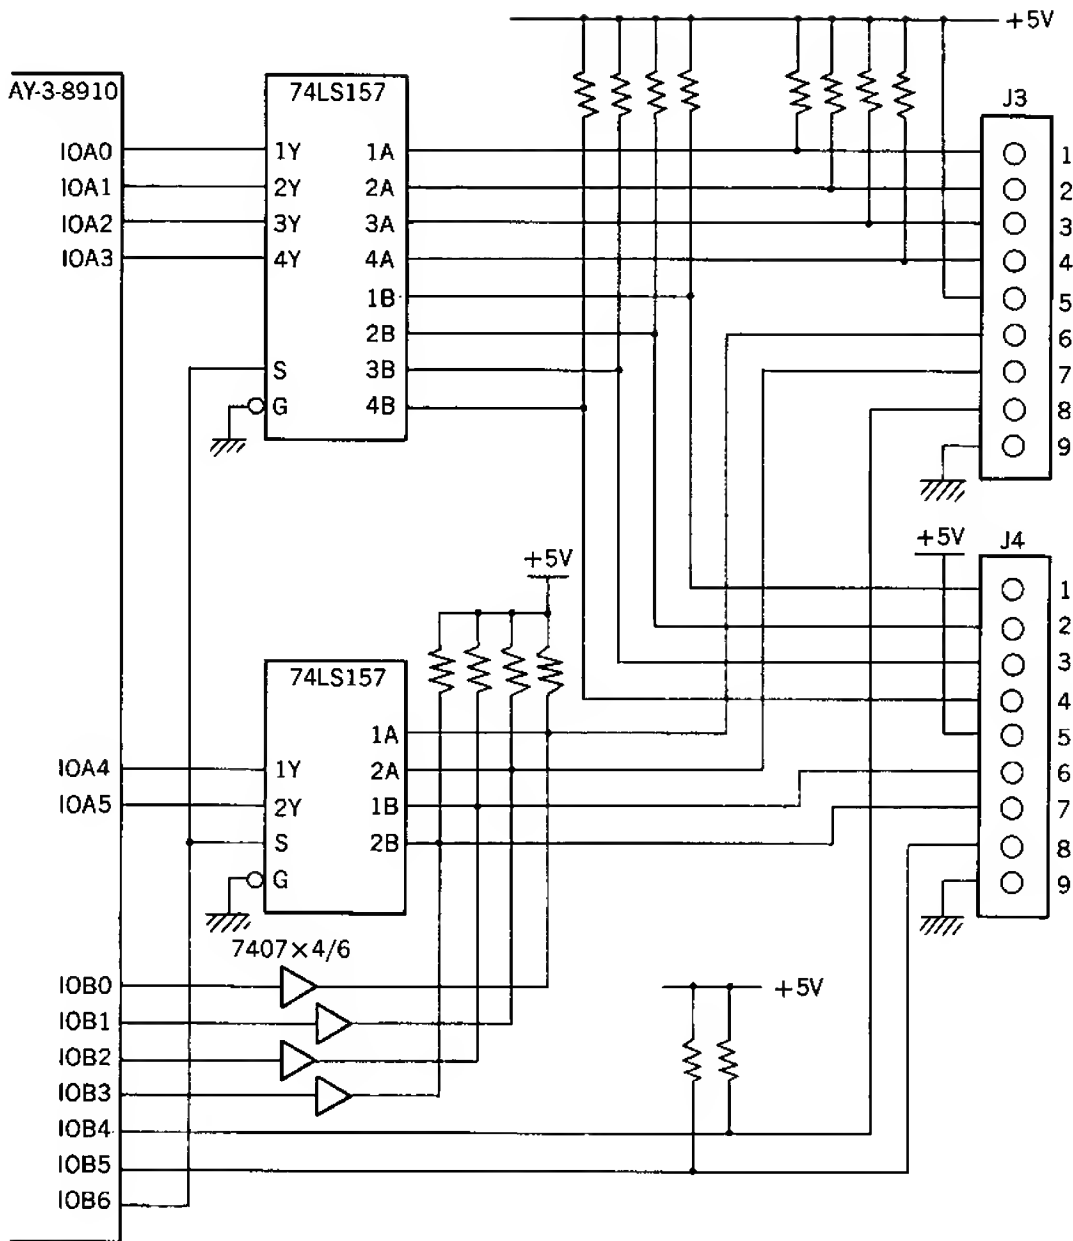 +5V
AY-3-8910
74LS157
J3
IOA0
1Y
1A
1
IOA1
2Y
2A
2
IOA2
3Y
3A
3
IOA3
4Y
4A
4
1B
5
2B
6
S
3B
7
G
4B
8
9
+5V
J4
+5V
1
2
74LS157
3
4
1A
5
IOA4
1Y
2A
6
IOA5
2Y
1B
7
S
2B
8
G
9
7407×4/6
IOB0
+5V
IOB1
IOB2
IOB3
IOB4
IOB5
IOB6